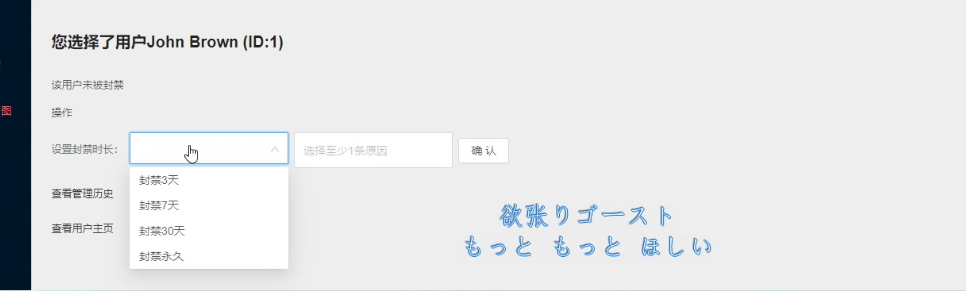 您选择了用户John Brown (ID:1)
该用户未被封禁
图
操作
设置封禁时长: 选择至少1条原因 确 认
封禁3天
查看管理历史
封禁7天
查看用户主页
封禁30天
封禁永久
欲张りゴースト
もっと もっと ほしい